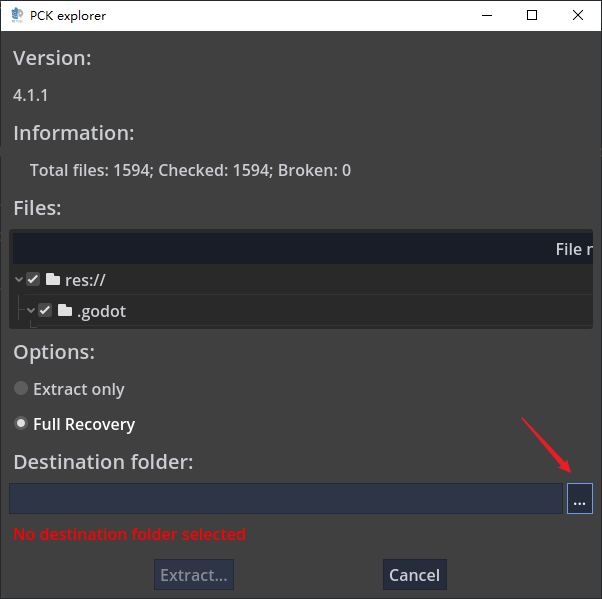 PCK explorer
Version:
4.1.1
Information:
Total files: 1594; Checked: 1594; Broken: 0
Files:
File
res://
.godot
Options:
Extract only
Full Recovery
Destination folder:
...
No destination folder selected
Extract... Cancel